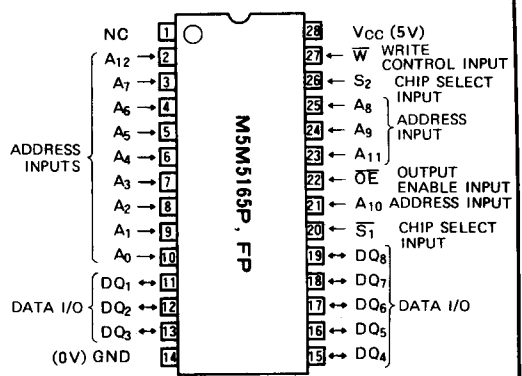 NC 1
A12 2
A7 3
A6 4
A5 5
A4 6
A3 7
A2 8
A1 9
A0 10
ADDRESS
INPUTS
DQ1 11
DQ2 12
DQ3 13
DATA I/O
(0V) GND 14
M5M5165P, FP
28 VCC (5V)
27 W̅ WRITE
CONTROL INPUT
26 S2 CHIP SELECT
INPUT
25 A8
24 A9
23 A11
ADDRESS
INPUT
22 O̅E̅ OUTPUT
ENABLE INPUT
21 A10 ADDRESS INPUT
20 S̅1̅ CHIP SELECT
INPUT
19 DQ8
18 DQ7
17 DQ6
16 DQ5
15 DQ4
DATA I/O